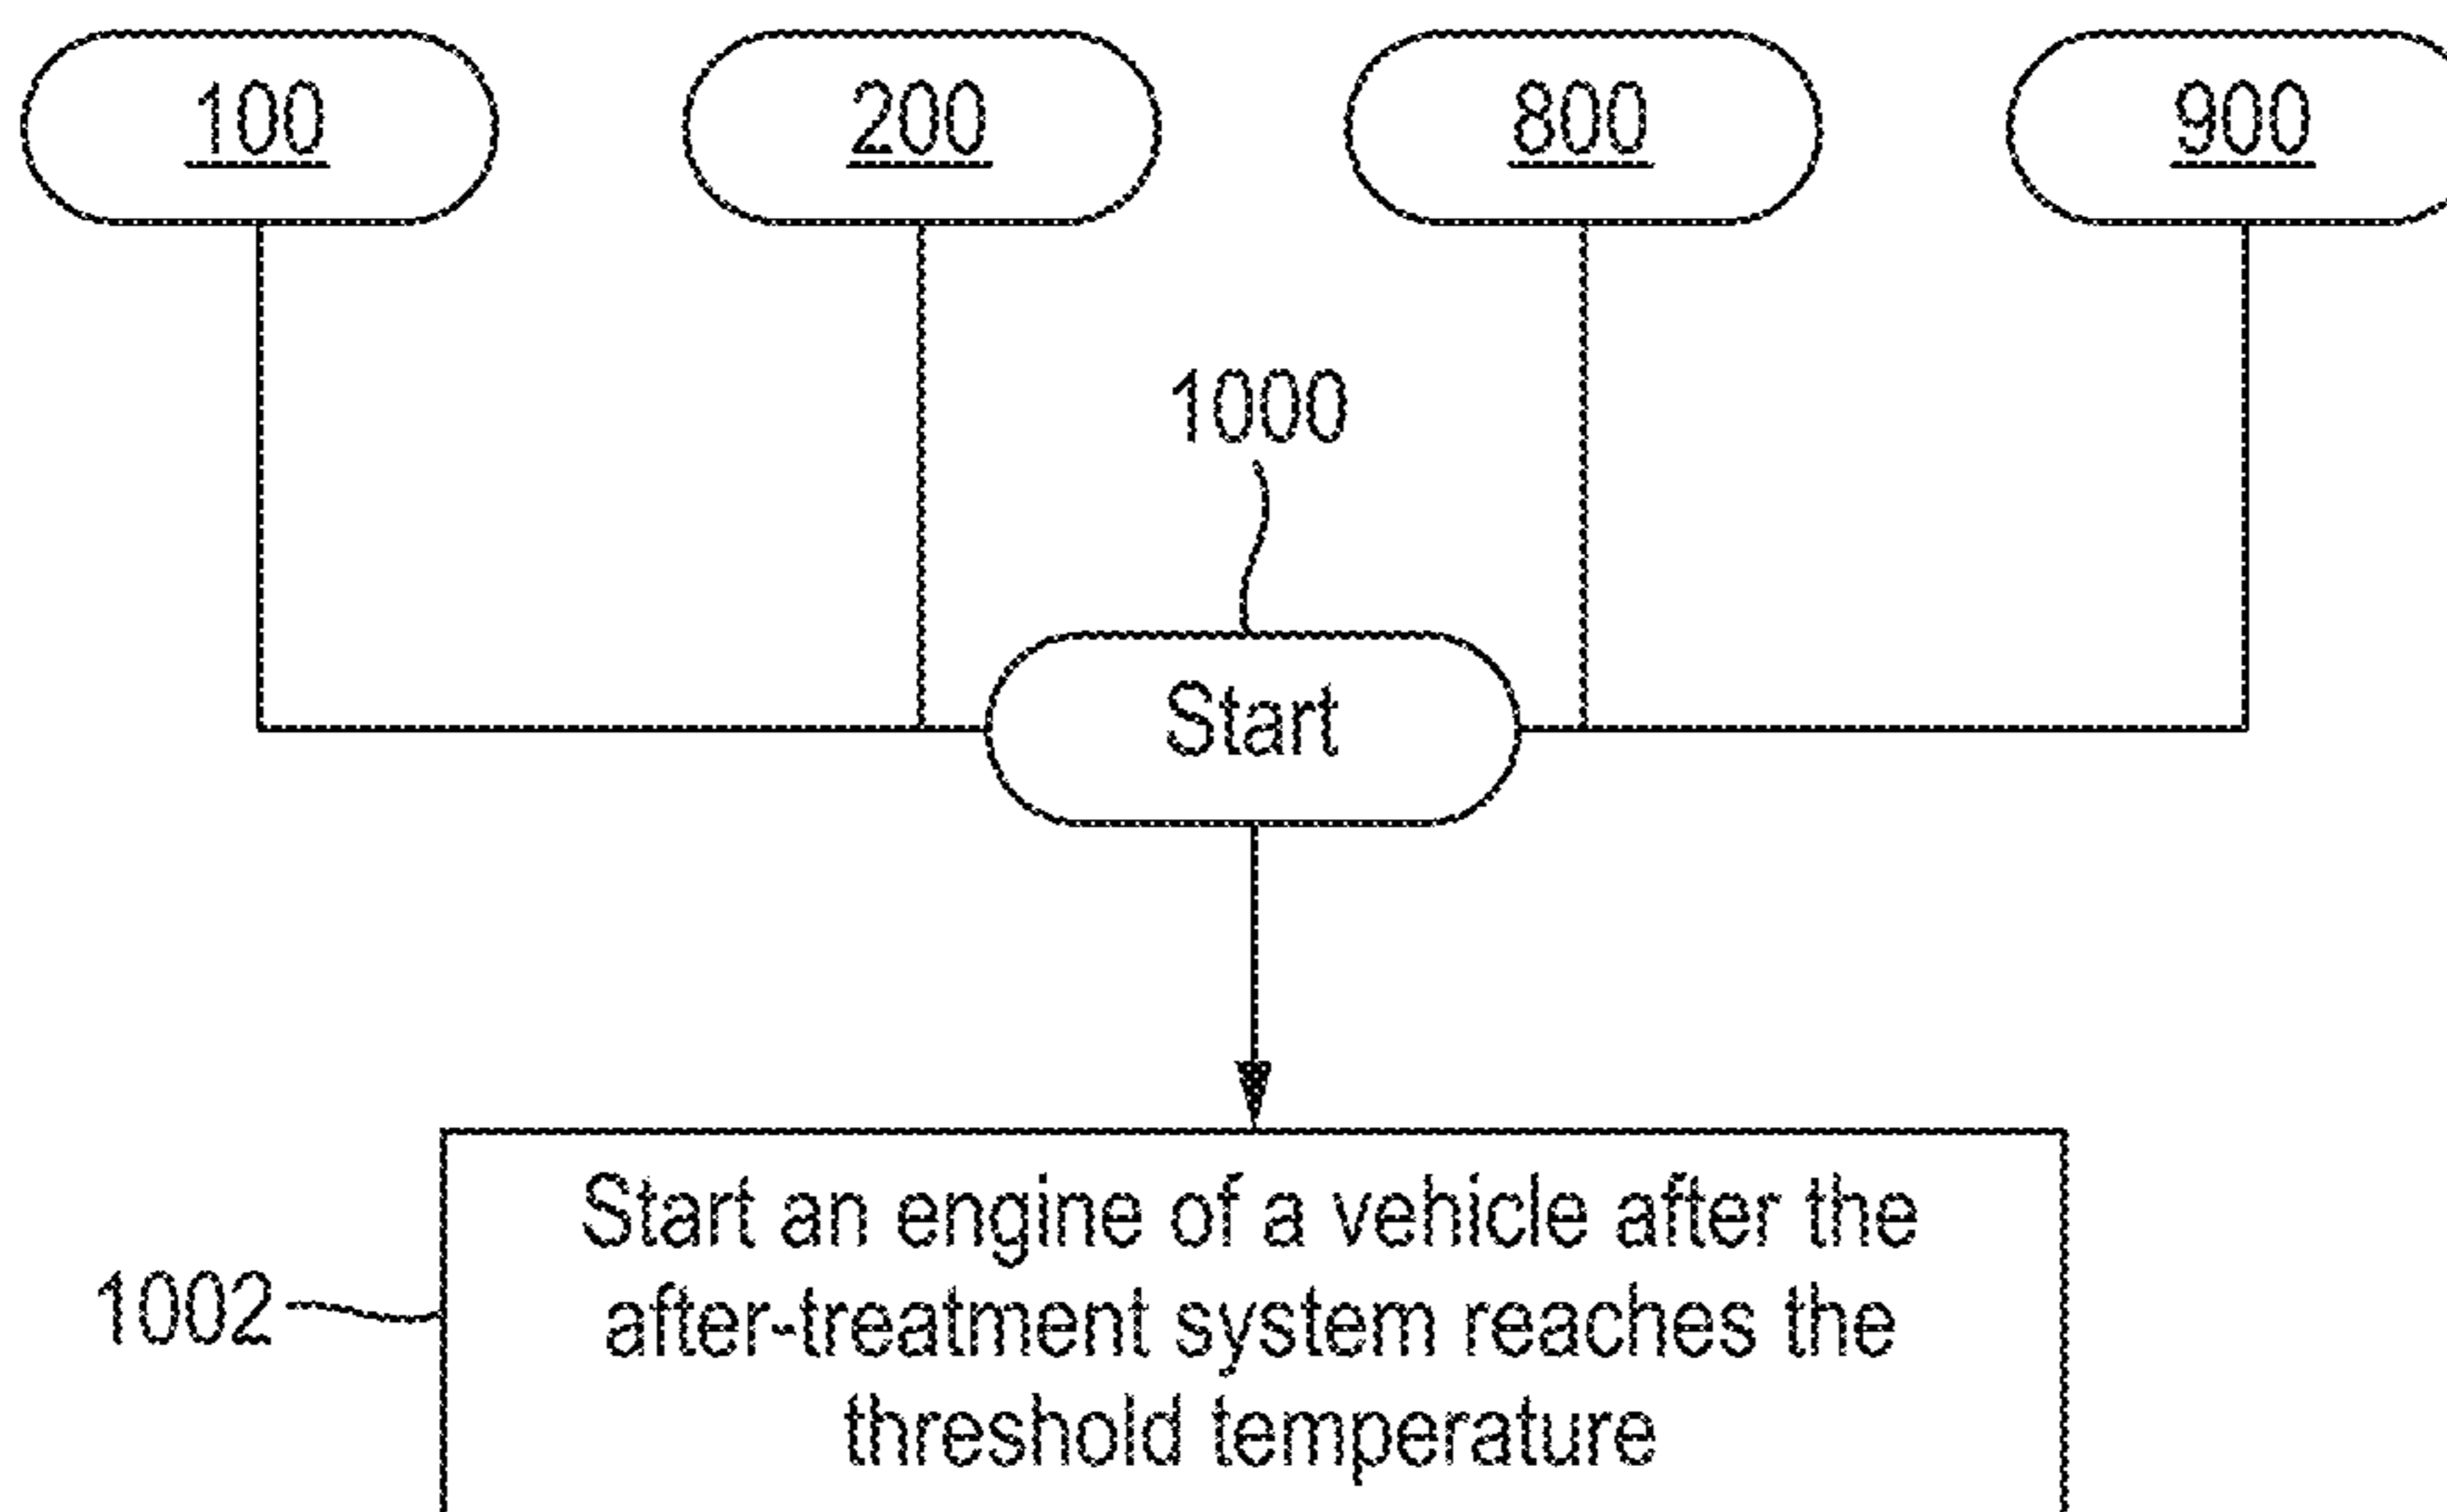 100 200 800 900
1000
Start
Start an engine of a vehicle after the
1002
after-treatment system reaches the
threshold temperature